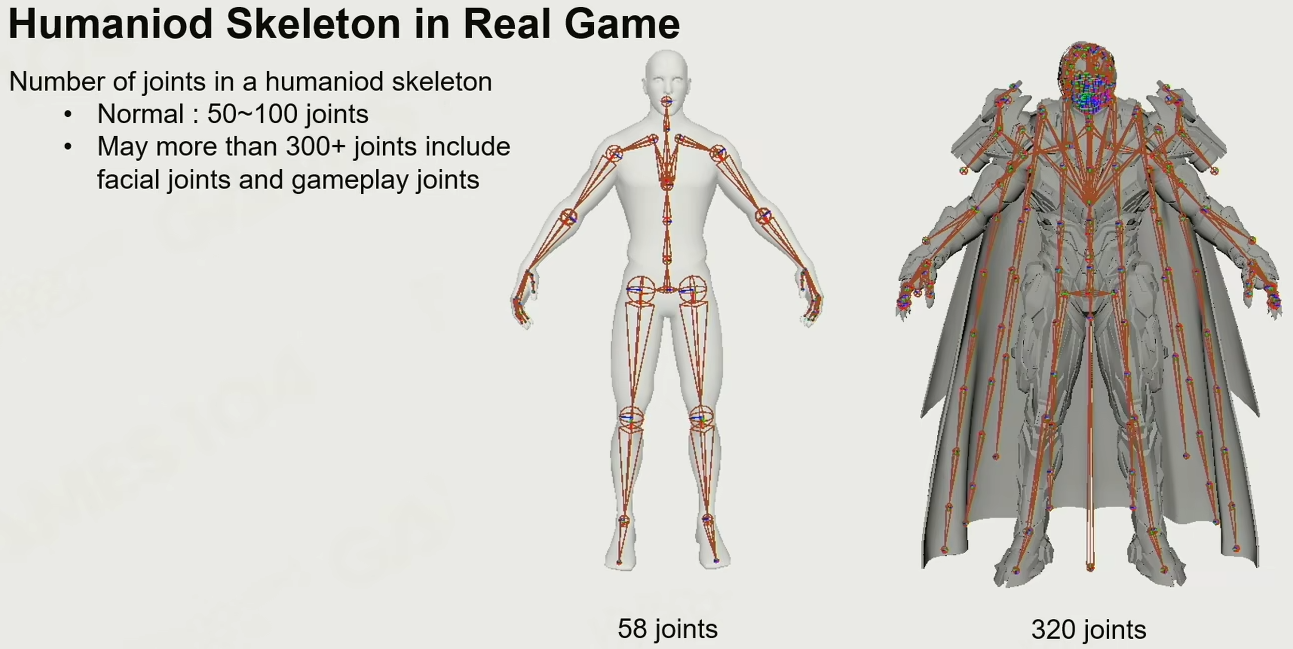 Humaniod Skeleton in Real Game
Number of joints in a humaniod skeleton
• Normal : 50~100 joints
• May more than 300+ joints include
facial joints and gameplay joints
58 joints
320 joints